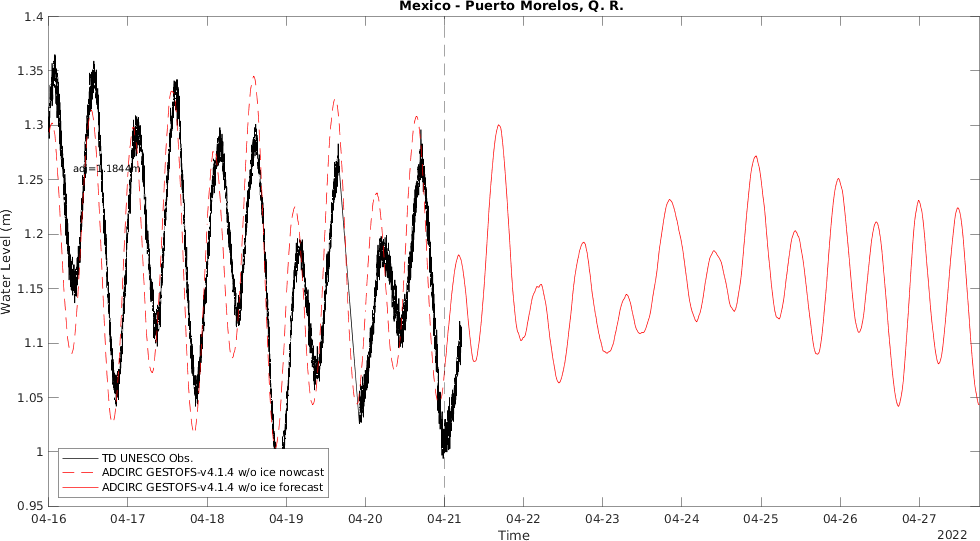 Mexico - Puerto Morelos, Q. R.
1.4
1.35
1.3
1.25
1.2
1.15
1.1
1.05
1
0.95
Water Level (m)
adj=1.1844m
TD UNESCO Obs.
ADCIRC GESTOFS-v4.1.4 w/o ice nowcast
ADCIRC GESTOFS-v4.1.4 w/o ice forecast
04-16 04-17 04-18 04-19 04-20 04-21 04-22 04-23 04-24 04-25 04-26 04-27
Time
2022